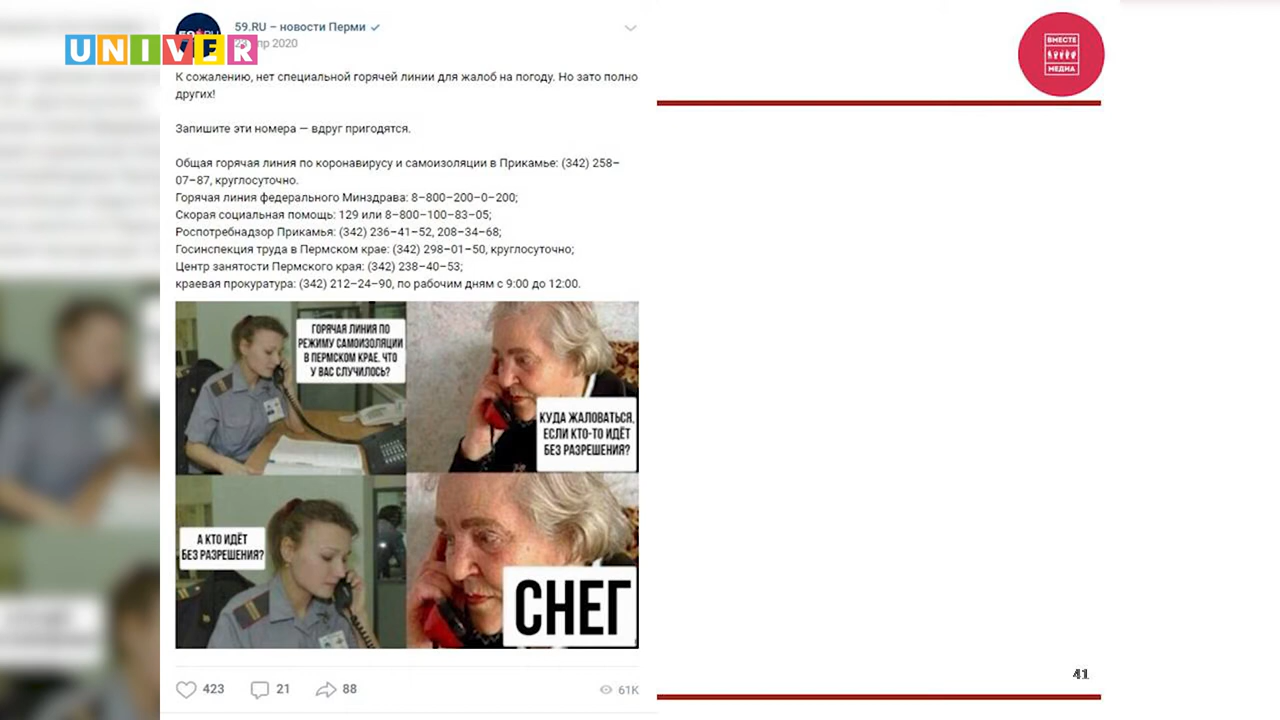 UNIVER
59.RU – новости Перми
апр 2020
К сожалению, нет специальной горячей линии для жалоб на погоду. Но зато полно
других!
Запишите эти номера — вдруг пригодятся.
Общая горячая линия по коронавирусу и самоизоляции в Прикамье: (342) 258–
07–87, круглосуточно.
Горячая линия федерального Минздрава: 8–800–200–0–200;
Скорая социальная помощь: 129 или 8–800–100–83–05;
Роспотребнадзор Прикамья: (342) 236–41–52, 208–34–68;
Госинспекция труда в Пермском крае: (342) 298–01–50, круглосуточно;
Центр занятости Пермского края: (342) 238–40–53;
краевая прокуратура: (342) 212–24–90, по рабочим дням с 9:00 до 12:00.
ГОРЯЧАЯ ЛИНИЯ ПО
РЕЖИМУ САМОИЗОЛЯЦИИ
В ПЕРМСКОМ КРАЕ. ЧТО
У ВАС СЛУЧИЛОСЬ?
КУДА ЖАЛОВАТЬСЯ,
ЕСЛИ КТО-ТО ИДЁТ
БЕЗ РАЗРЕШЕНИЯ?
А КТО ИДЁТ
БЕЗ РАЗРЕШЕНИЯ?
СНЕГ
423
21
88
61K
ВМЕСТЕ
МЕДИА
41